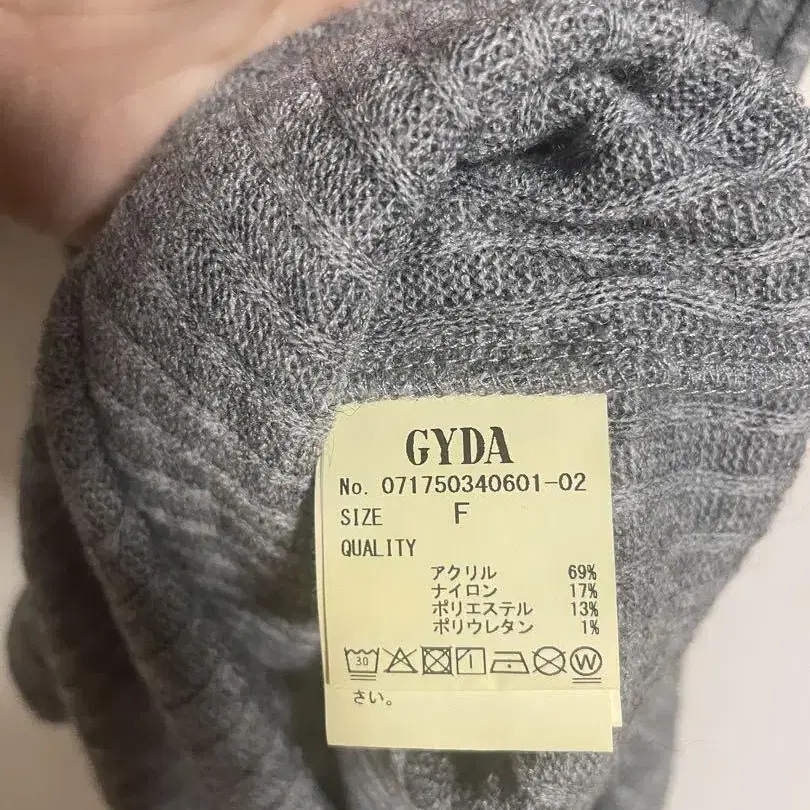 GYDA
No. 071750340601-02
SIZE F
QUALITY
アクリル 69%
ナイロン 17%
ポリエステル 13%
ポリウレタン 1%
30 W
さい。